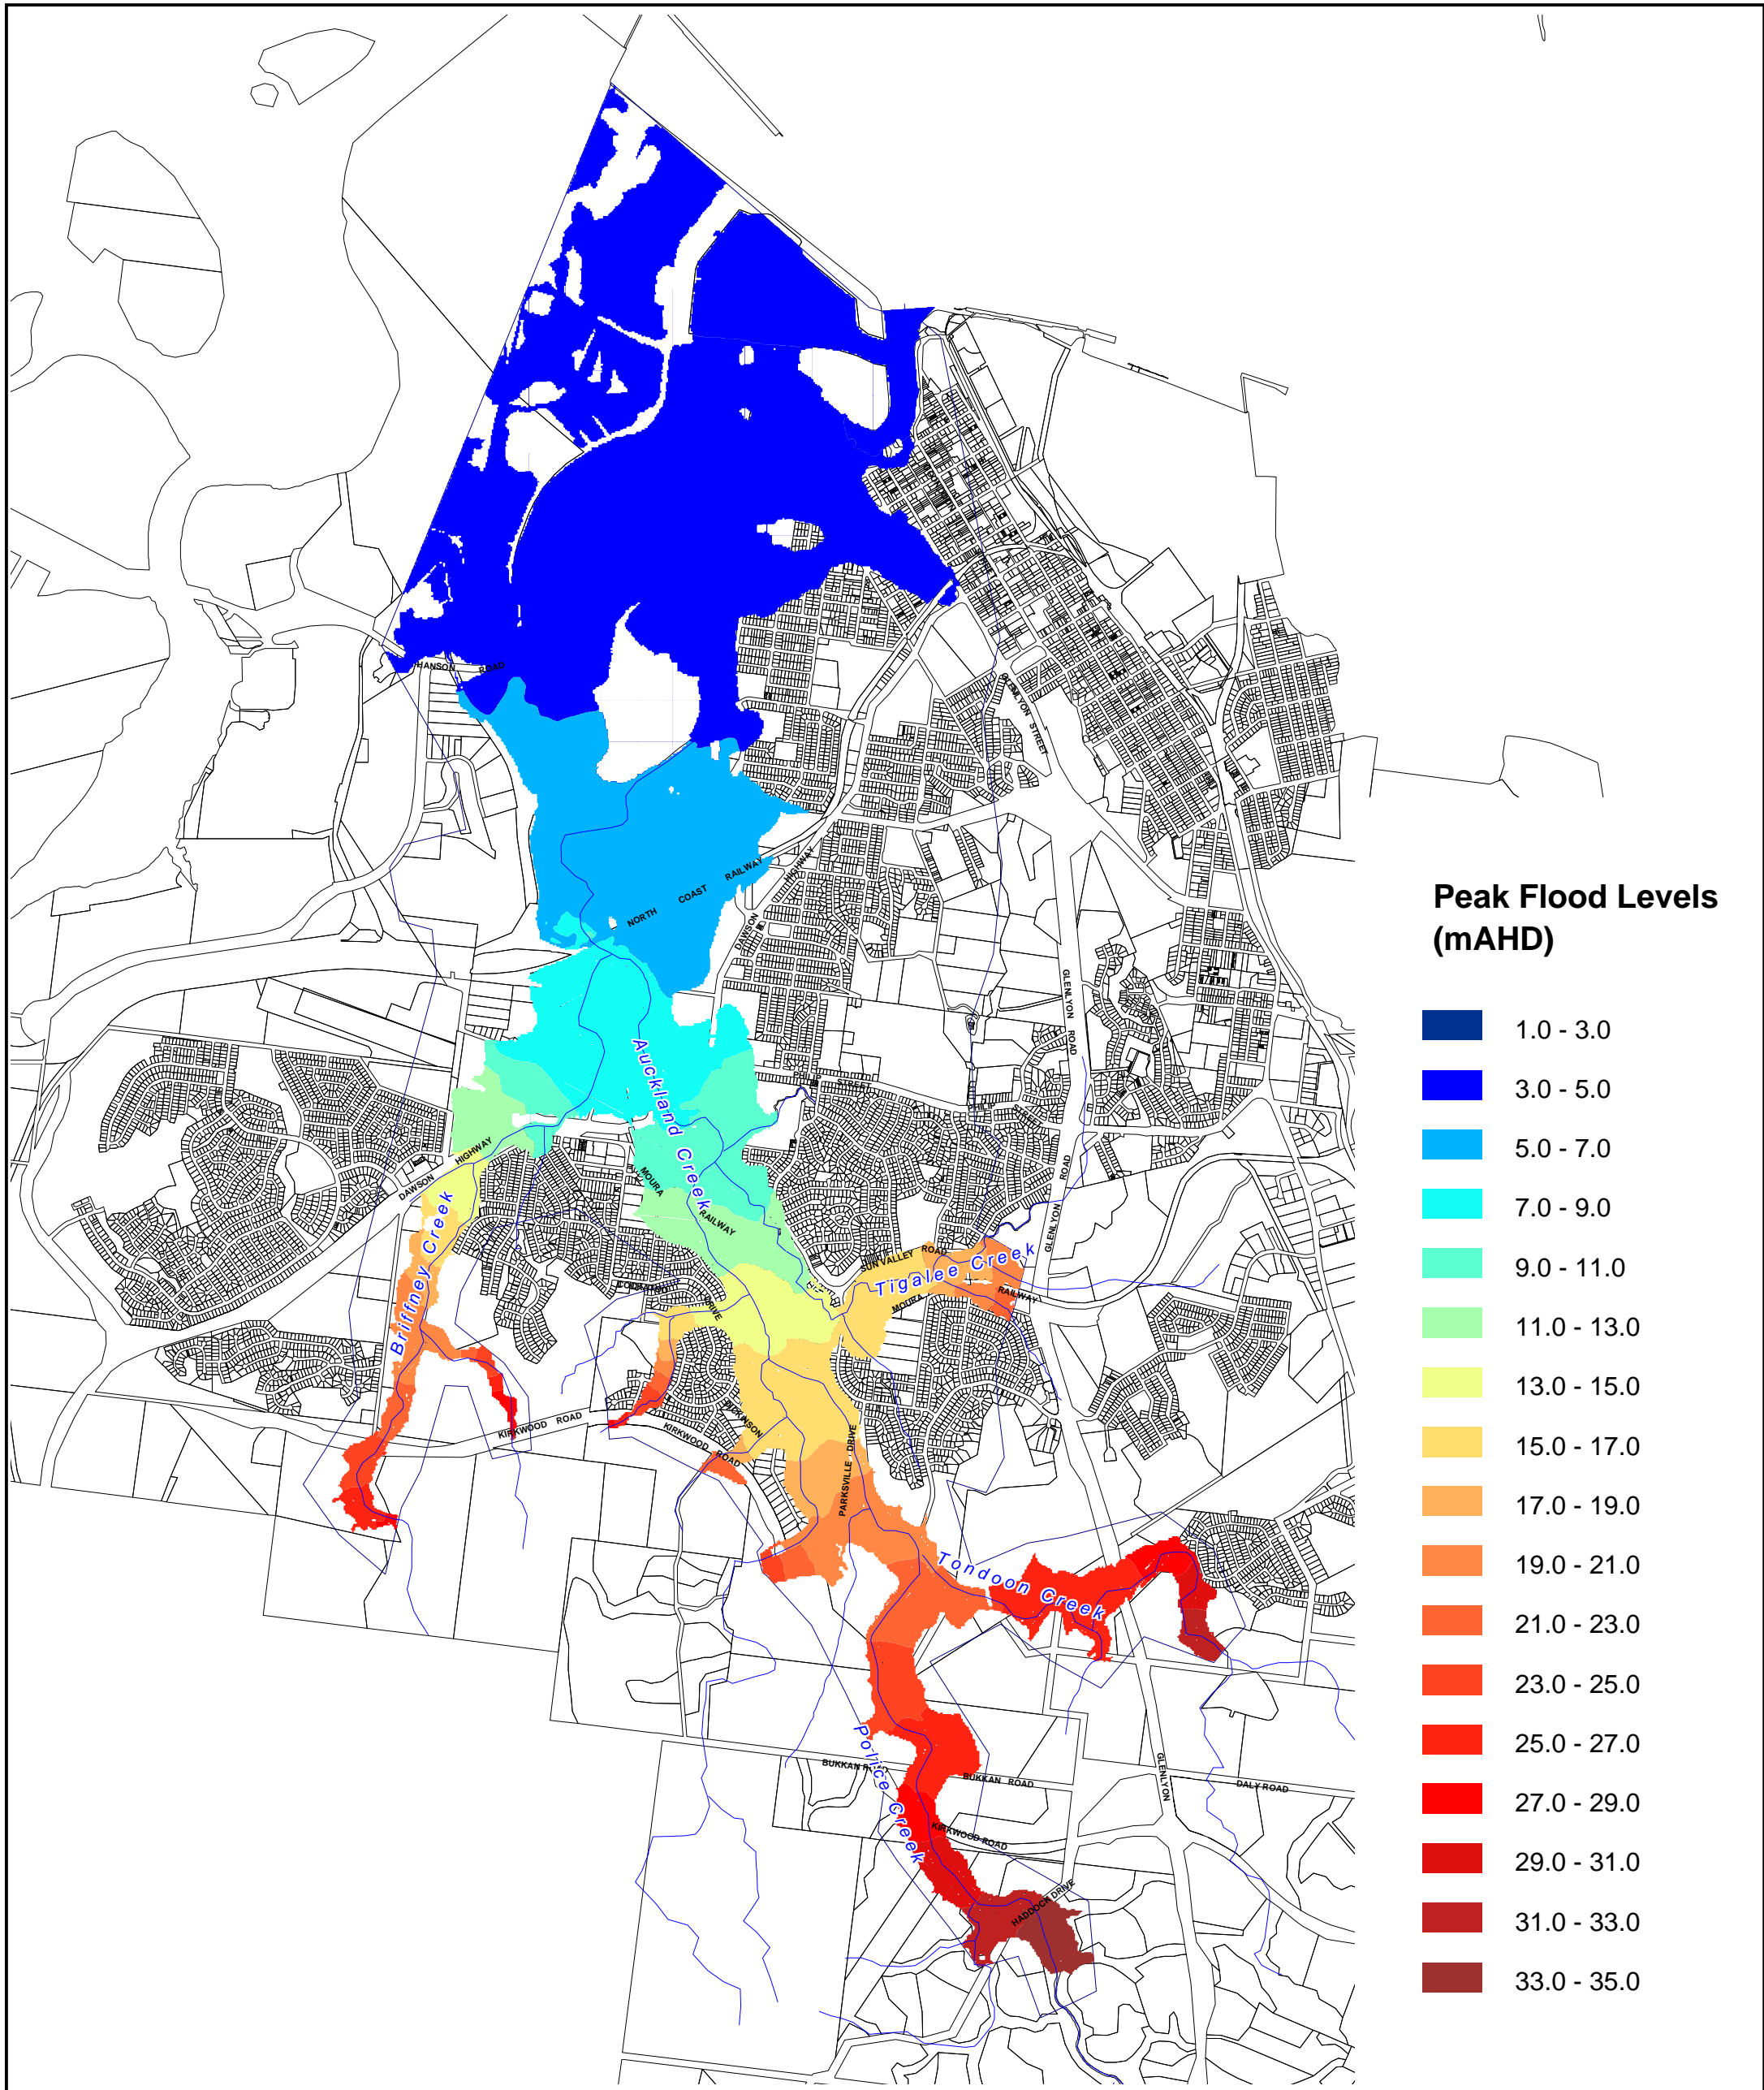 HANSON ROAD
GLENLYON STREET
NORTH COAST RAILWAY
DAWSON HIGHWAY
Peak Flood Levels
(mAHD)
1.0 - 3.0
3.0 - 5.0
5.0 - 7.0
7.0 - 9.0
9.0 - 11.0
11.0 - 13.0
13.0 - 15.0
15.0 - 17.0
17.0 - 19.0
19.0 - 21.0
21.0 - 23.0
23.0 - 25.0
25.0 - 27.0
27.0 - 29.0
29.0 - 31.0
31.0 - 33.0
33.0 - 35.0
GLENLYON ROAD
Auckland Creek
PHILIP STREET
PHILIP STREET
DAWSON HIGHWAY
MOURA RAILWAY
GLENLYON ROAD
Briffney Creek
SUN VALLEY ROAD
Tigalee Creek
MOURA RAILWAY
DRIVE
KIRKWOOD ROAD
KIRKWOOD ROAD
DICKINSON
PARKSVILLE DRIVE
Tondoon Creek
Police Creek
BUKKAN ROAD
BUKKAN ROAD
GLENLYON
DALY ROAD
KIRKWOOD ROAD
HADDOCK DRIVE